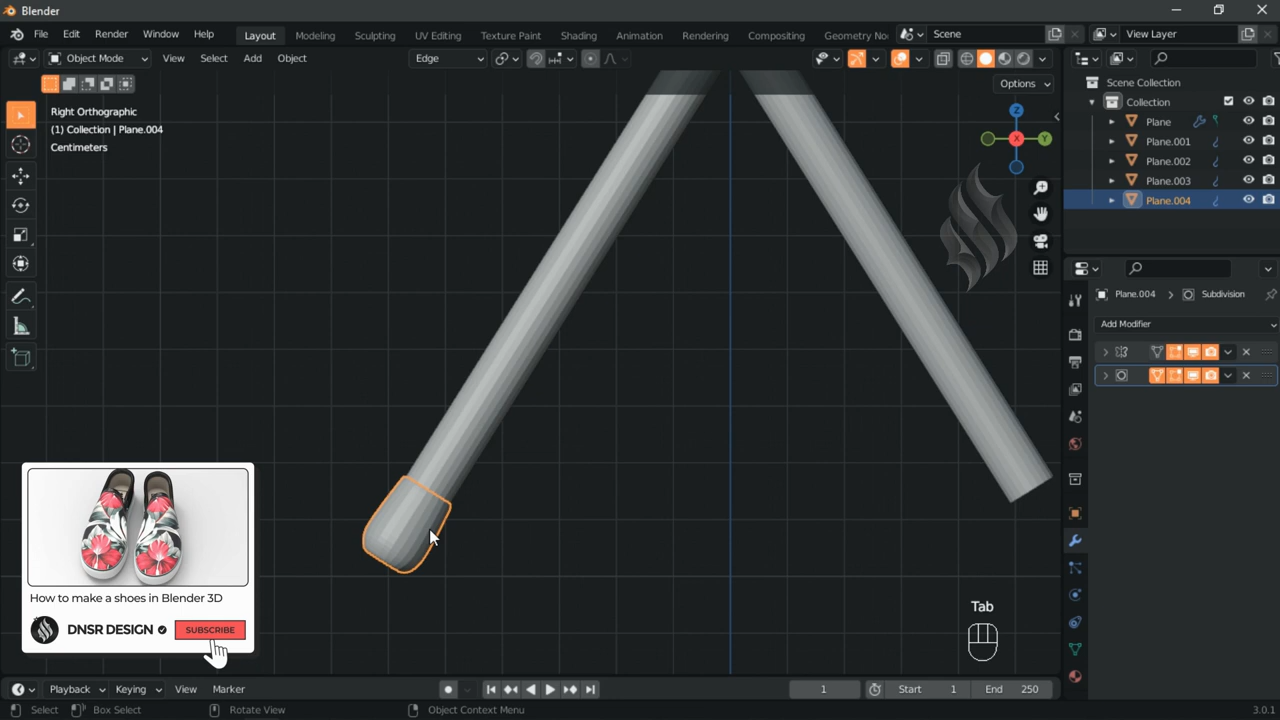 Blender
File Edit Render Window Help
Layout Modeling Sculpting UV Editing Texture Paint Shading Animation Rendering Compositing Geometry No
Scene
View Layer
Object Mode View Select Add Object
Edge
Options
Right Orthographic
(1) Collection | Plane.004
Centimeters
Z
X
Y
Scene Collection
Collection
Plane
Plane.001
Plane.002
Plane.003
Plane.004
Plane.004 > Subdivision
Add Modifier
Tab
How to make a shoes in Blender 3D
DNSR DESIGN
SUBSCRIBE
Playback Keying View Marker
1
Start 1
End 250
Select Box Select Rotate View Object Context Menu
3.0.1